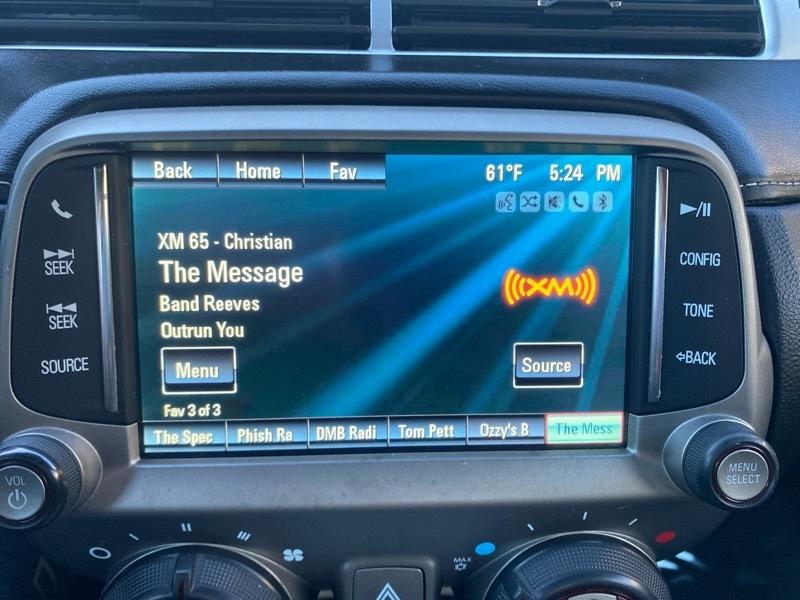 Back Home Fav 61°F 5:24 PM
XM 65 - Christian
The Message
Band Reeves
Outrun You
XM
Menu Source
Fav 3 of 3
The Spec Phish Ra DMB Radi Tom Pett Ozzy's B The Mess
SEEK
SEEK
SOURCE
VOL
CONFIG
TONE
BACK
MENU
SELECT
MAX